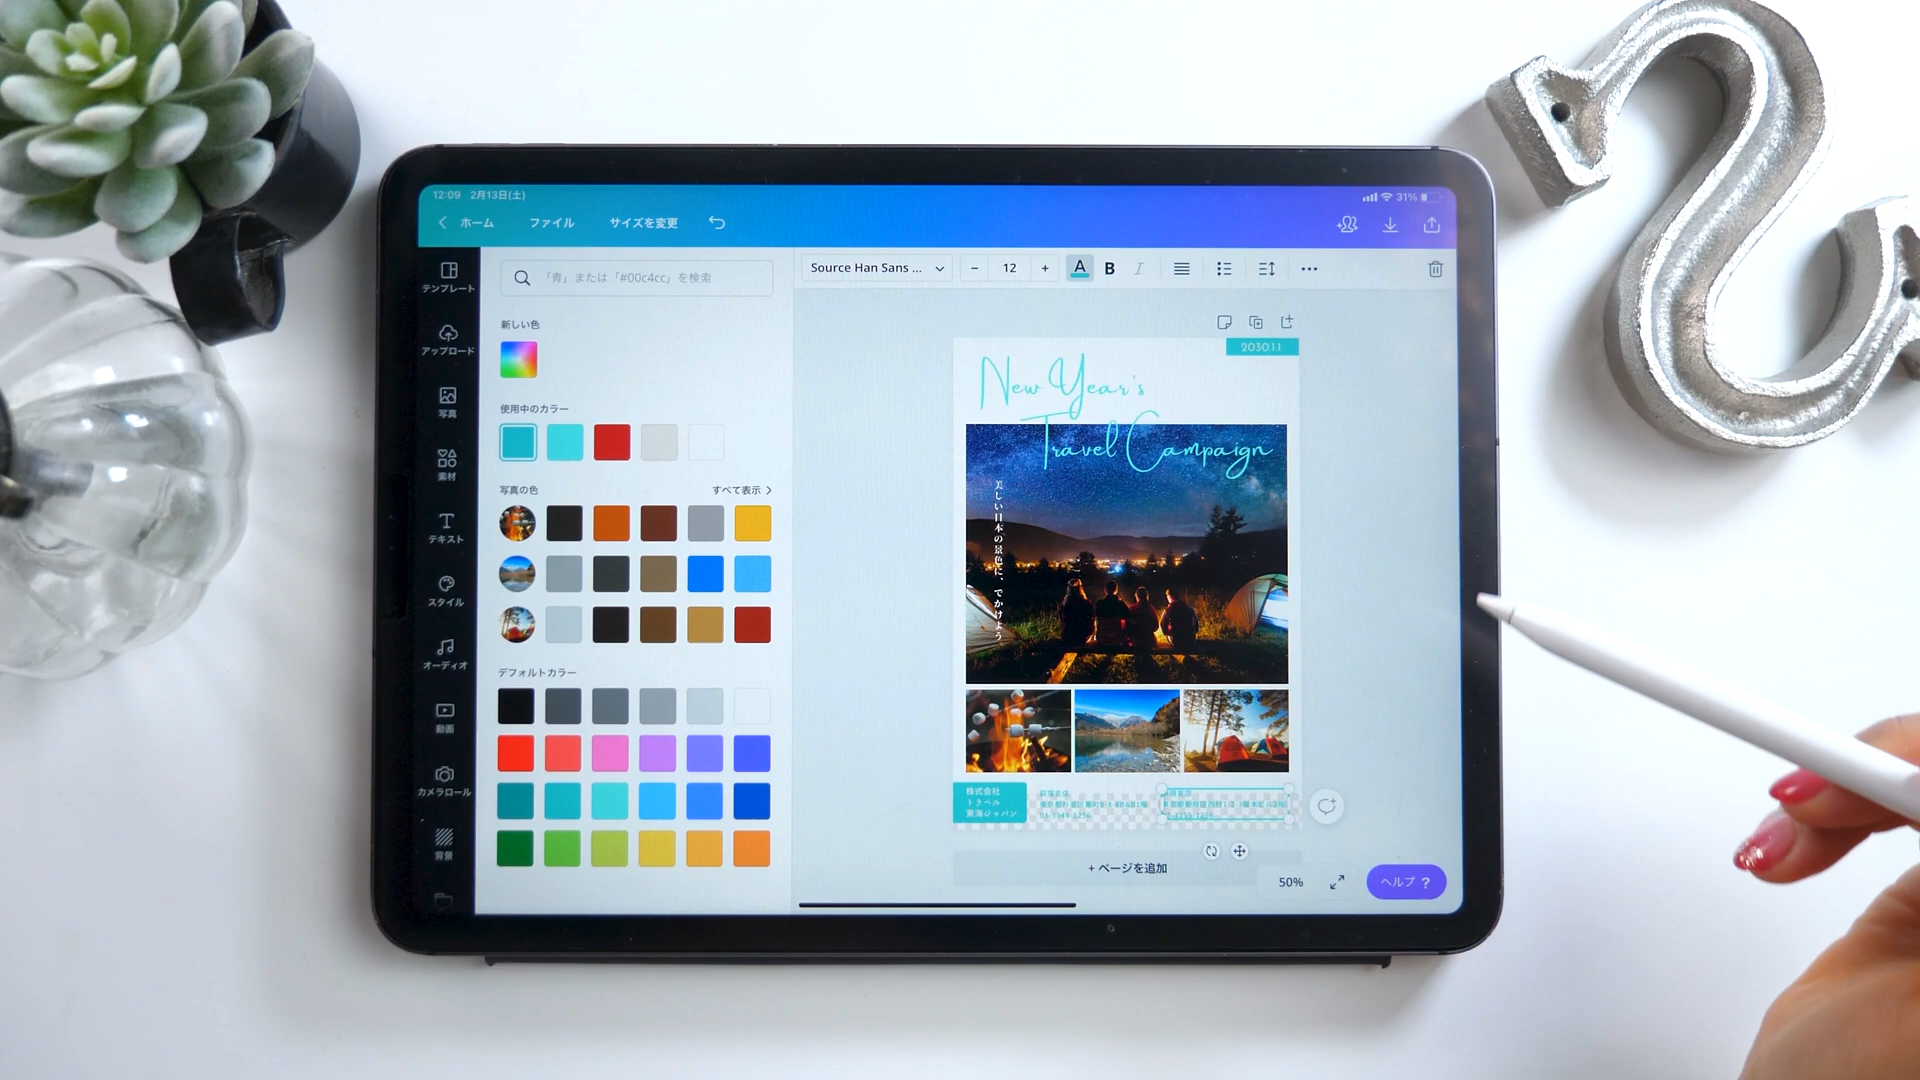 12:09 2月13日(土)
31%
ホーム ファイル サイズを変更
テンプレート
アップロード
写真
素材
テキスト
スタイル
オーディオ
動画
カメラロール
背景
「青」または「#00c4cc」を検索
新しい色
使用中のカラー
写真の色 すべて表示
デフォルトカラー
Source Han Sans ... − 12 + A B I
2030.1.1
New Year's
Travel Campaign
美しい日本の景色に、でかけよう
株式会社
トラベル
東海ジャパン
荻窪支店
03-3344-1256
+ ページを追加
50%
ヘルプ ?